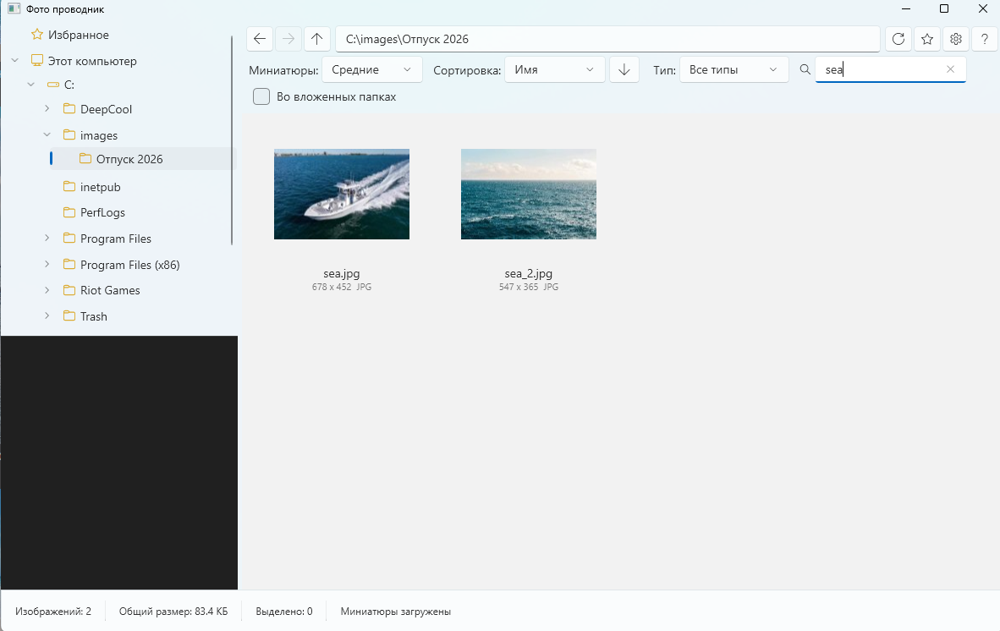 Фото проводник
Избранное
Этот компьютер
C:
DeepCool
images
Отпуск 2026
inetpub
PerfLogs
Program Files
Program Files (x86)
Riot Games
Trash
C:\images\Отпуск 2026
?
Миниатюры: Средние Сортировка: Имя Тип: Все типы sea
Во вложенных папках
sea.jpg
678 x 452 JPG
sea_2.jpg
547 x 365 JPG
Изображений: 2 Общий размер: 83.4 КБ Выделено: 0 Миниатюры загружены